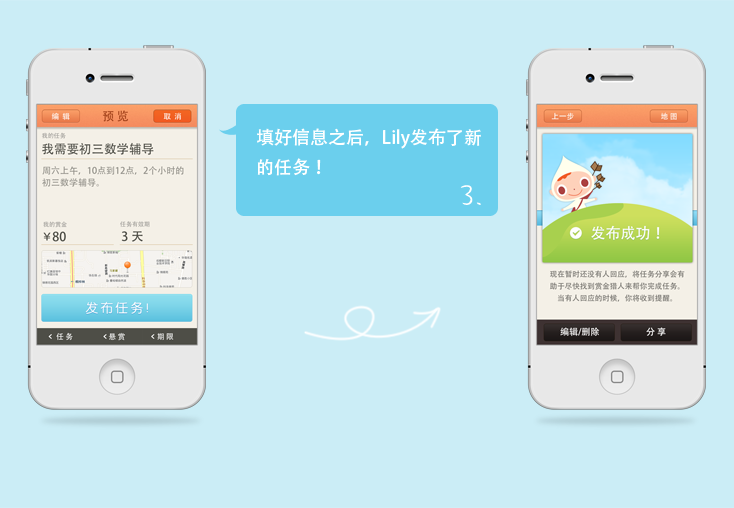 编 辑
预 览
取 消
我的任务
我需要初三数学辅导
周六上午，10点到12点，2个小时的
初三数学辅导。
我的赏金
任务有效期
¥80
3 天
发布任务!
任 务
悬 赏
期 限
填好信息之后，Lily发布了新
的任务！
3.
上一步
地 图
发布成功！
现在暂时还没有人回应，将任务分享会有
助于尽快找到赏金猎人来帮你完成任务。
当有人回应的时候，你将收到提醒。
编辑/删除
分 享